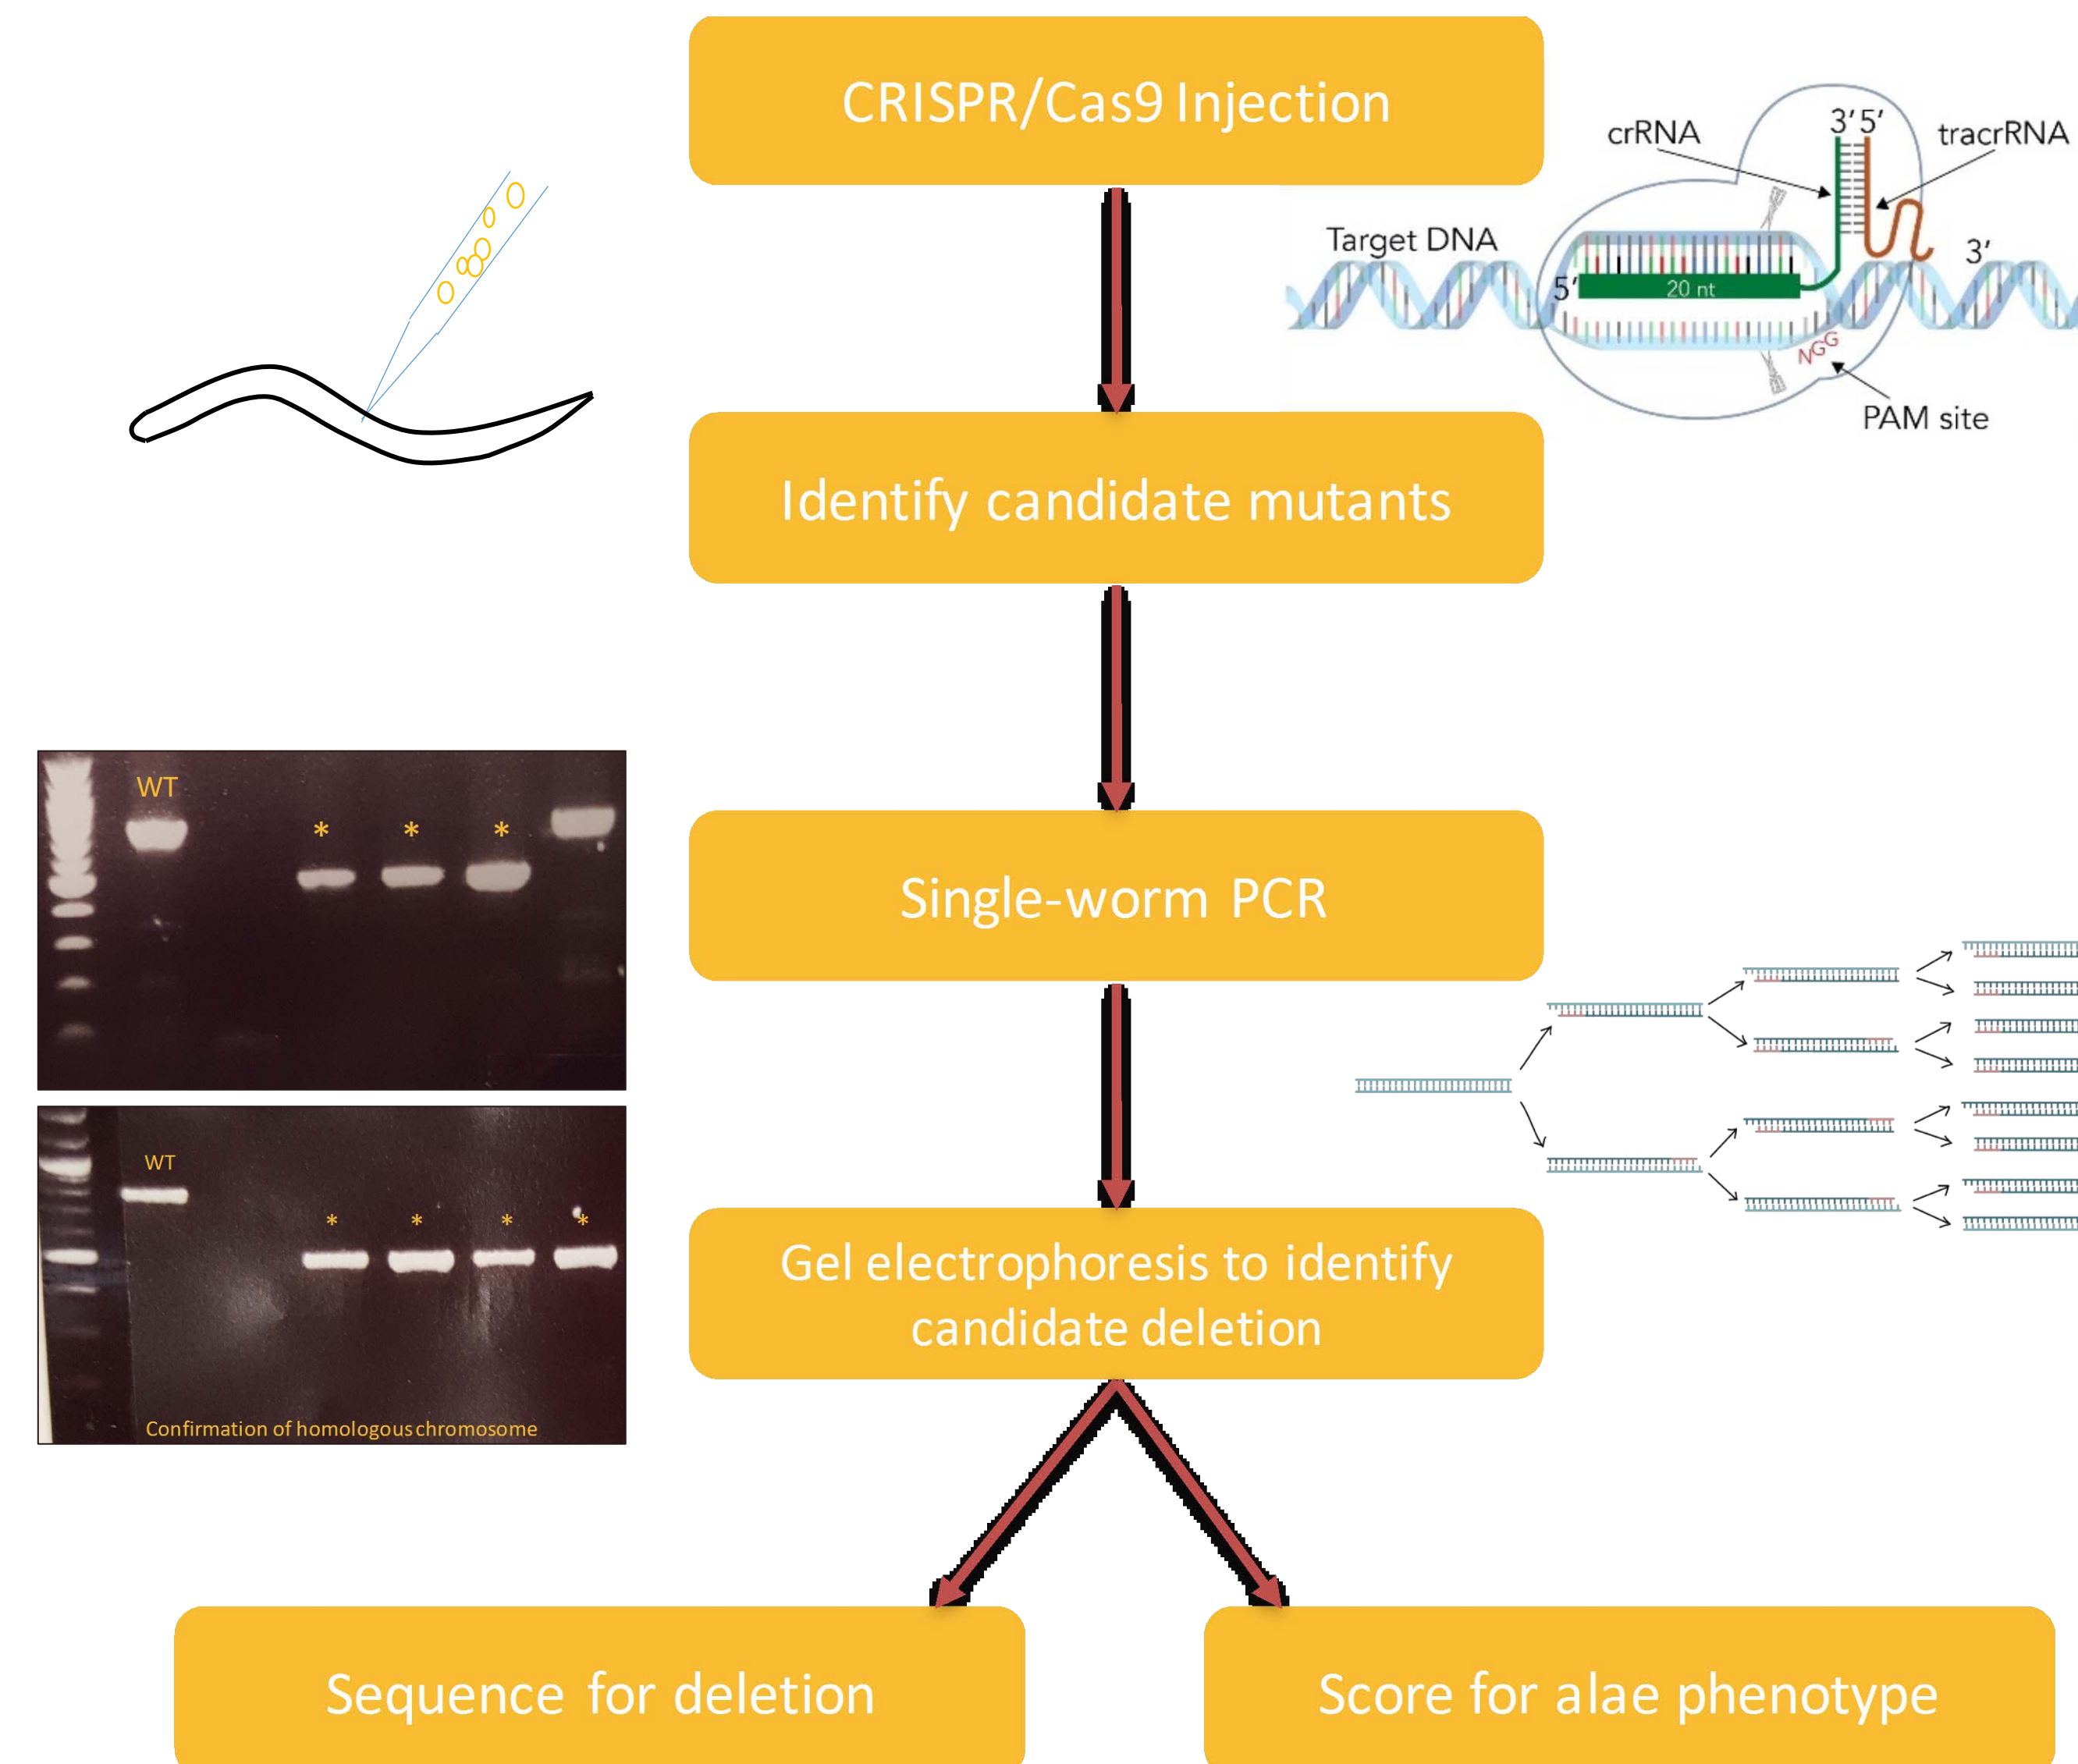 CRISPR/Cas9 Injection
crRNA
3'
5'
tracrRNA
Target DNA
3'
5'
20 nt
NGG
PAM site
Identify candidate mutants
WT
*
*
*
Single-worm PCR
WT
*
*
*
*
Confirmation of homologous chromosome
Gel electrophoresis to identify
candidate deletion
Sequence for deletion
Score for alae phenotype